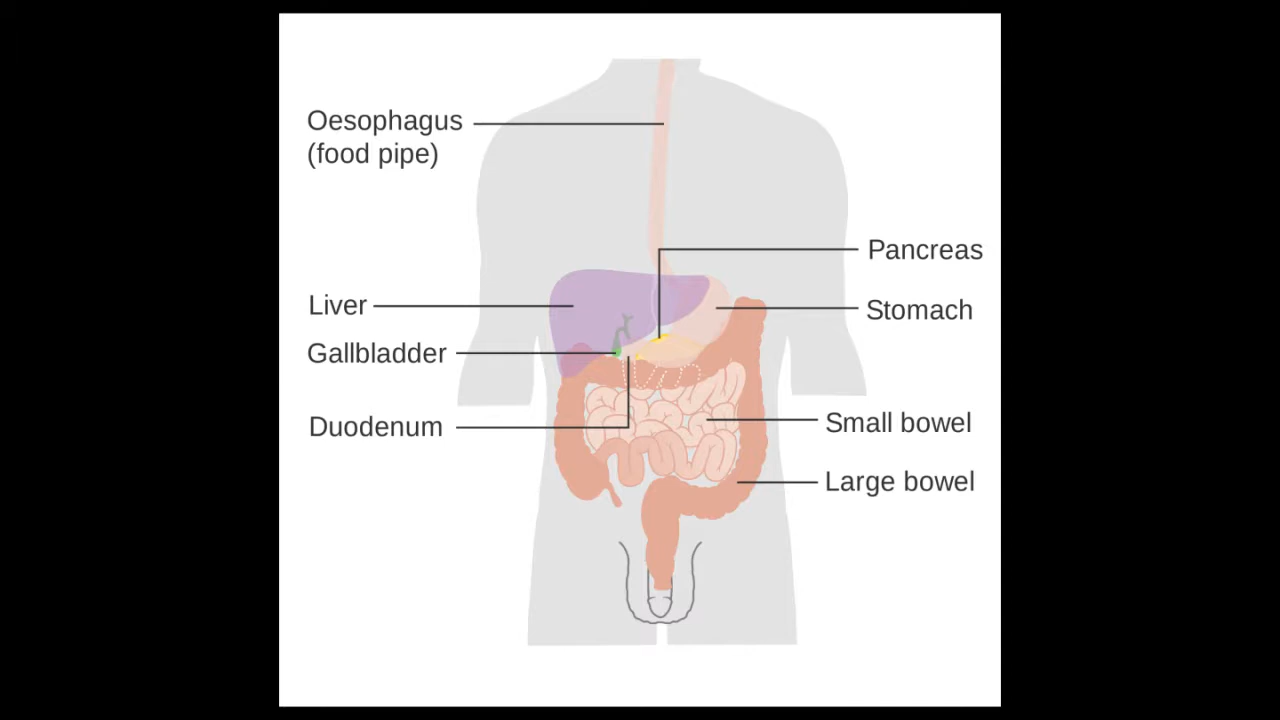 Oesophagus
(food pipe)
Pancreas
Liver
Stomach
Gallbladder
Duodenum
Small bowel
Large bowel